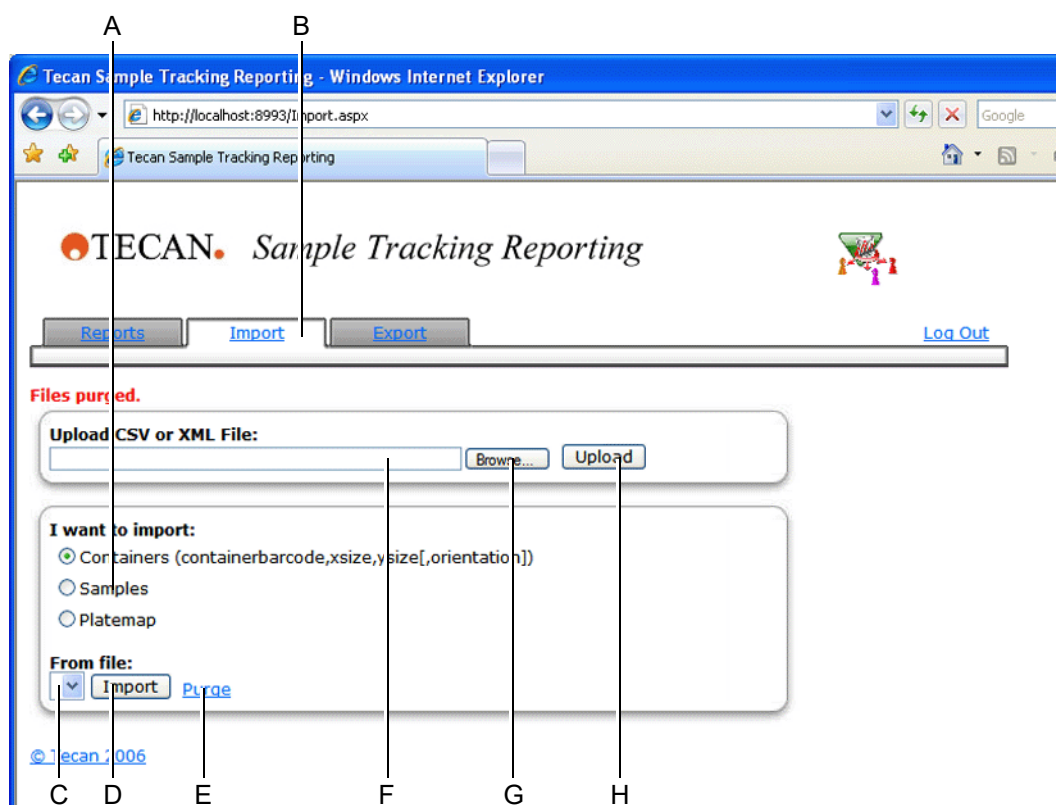 A B
Tecan Sample Tracking Reporting - Windows Internet Explorer
http://localhost:8993/Import.aspx
Google
Tecan Sample Tracking Reporting
TECAN. Sample Tracking Reporting
Reports Import Export Log Out
Files purged.
Upload CSV or XML File:
Browse... Upload
I want to import:
Containers (containerbarcode,xsize,ysize[,orientation])
Samples
Platemap
From file:
Import Purge
© Tecan 2006
C D E F G H